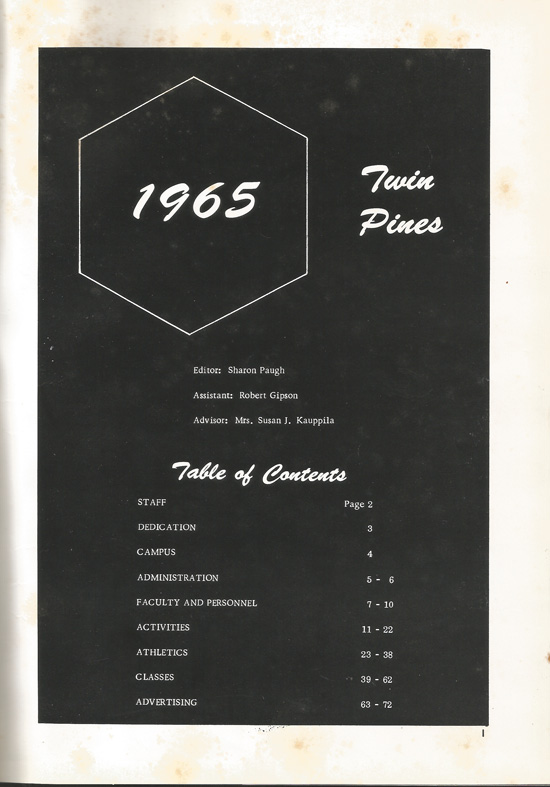 1965
Twin
Pines
Editor: Sharon Paugh
Assistant: Robert Gipson
Advisor: Mrs. Susan J. Kauppila
Table of Contents
STAFF Page 2
DEDICATION 3
CAMPUS 4
ADMINISTRATION 5 - 6
FACULTY AND PERSONNEL 7 - 10
ACTIVITIES 11 - 22
ATHLETICS 23 - 38
CLASSES 39 - 62
ADVERTISING 63 - 72
1